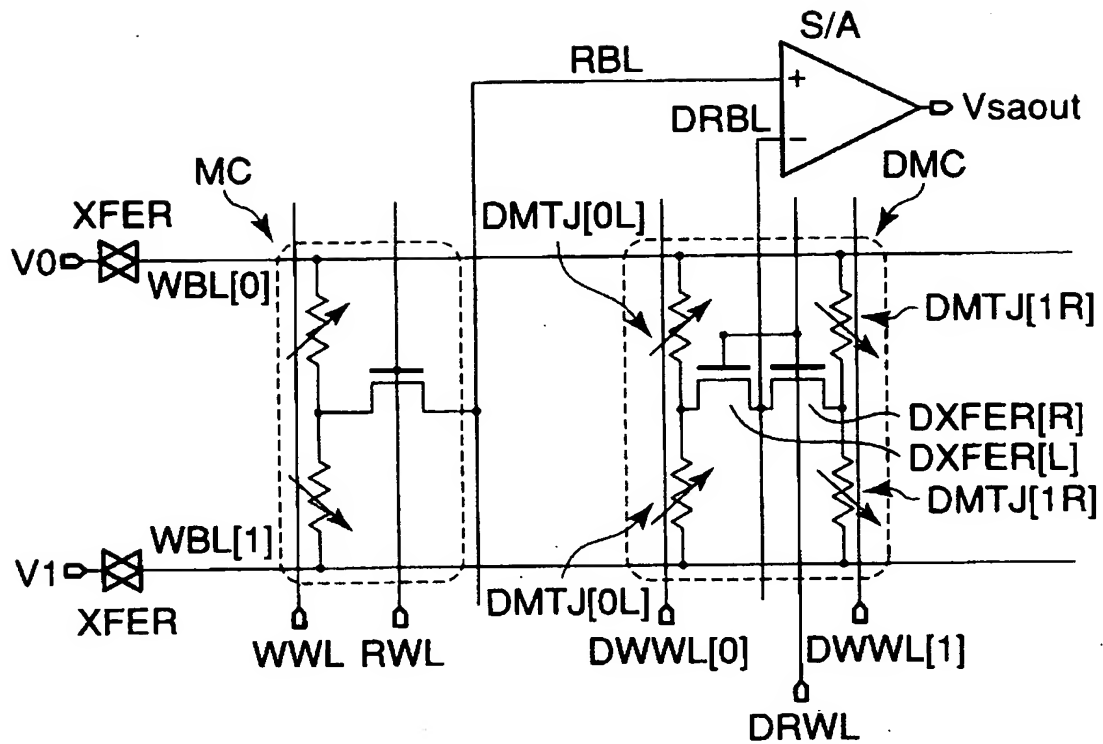 S/A
RBL
+
DRBL
−
Vsaout
MC
DMC
XFER
DMTJ[0L]
V0
WBL[0]
DMTJ[1R]
DXFER[R]
DXFER[L]
DMTJ[1R]
WBL[1]
V1
DMTJ[0L]
XFER
WWL
RWL
DWWL[0]
DWWL[1]
DRWL